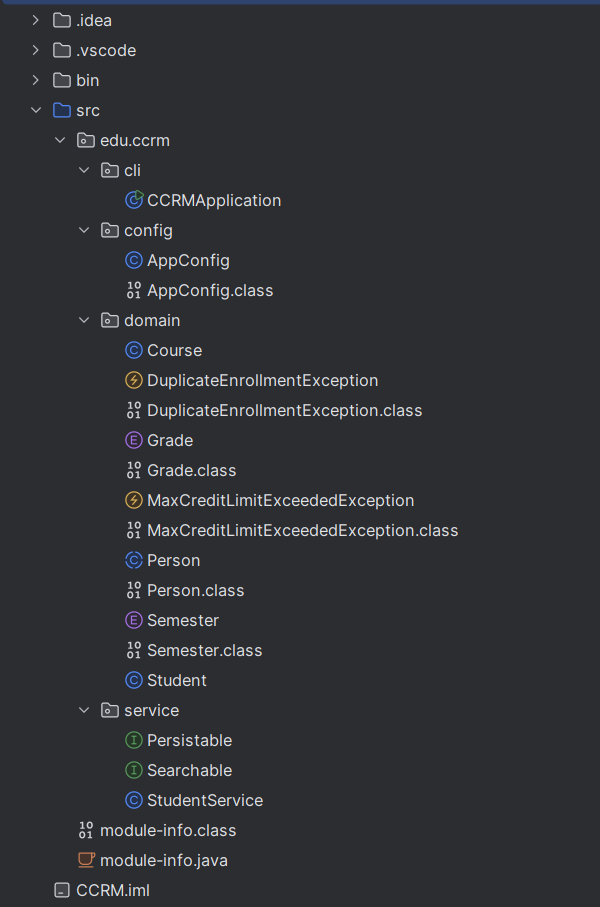 .idea
.vscode
bin
src
edu.ccrm
cli
CCRMApplication
config
AppConfig
AppConfig.class
domain
Course
DuplicateEnrollmentException
DuplicateEnrollmentException.class
Grade
Grade.class
MaxCreditLimitExceededException
MaxCreditLimitExceededException.class
Person
Person.class
Semester
Semester.class
Student
service
Persistable
Searchable
StudentService
module-info.class
module-info.java
CCRM.iml